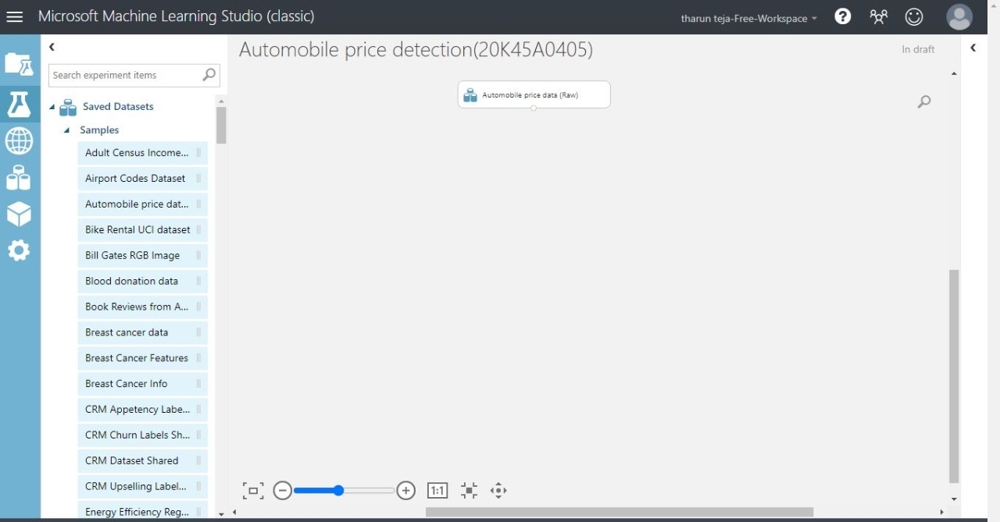 Microsoft Machine Learning Studio (classic)
tharun teja-Free-Workspace
?
Search experiment items
Automobile price detection(20K45A0405)
In draft
Automobile price data (Raw)
Saved Datasets
Samples
Adult Census Income...
Airport Codes Dataset
Automobile price dat...
Bike Rental UCI dataset
Bill Gates RGB Image
Blood donation data
Book Reviews from A...
Breast cancer data
Breast Cancer Features
Breast Cancer Info
CRM Appetency Labe...
CRM Churn Labels Sh...
CRM Dataset Shared
CRM Upselling Label...
Energy Efficiency Reg...
1:1